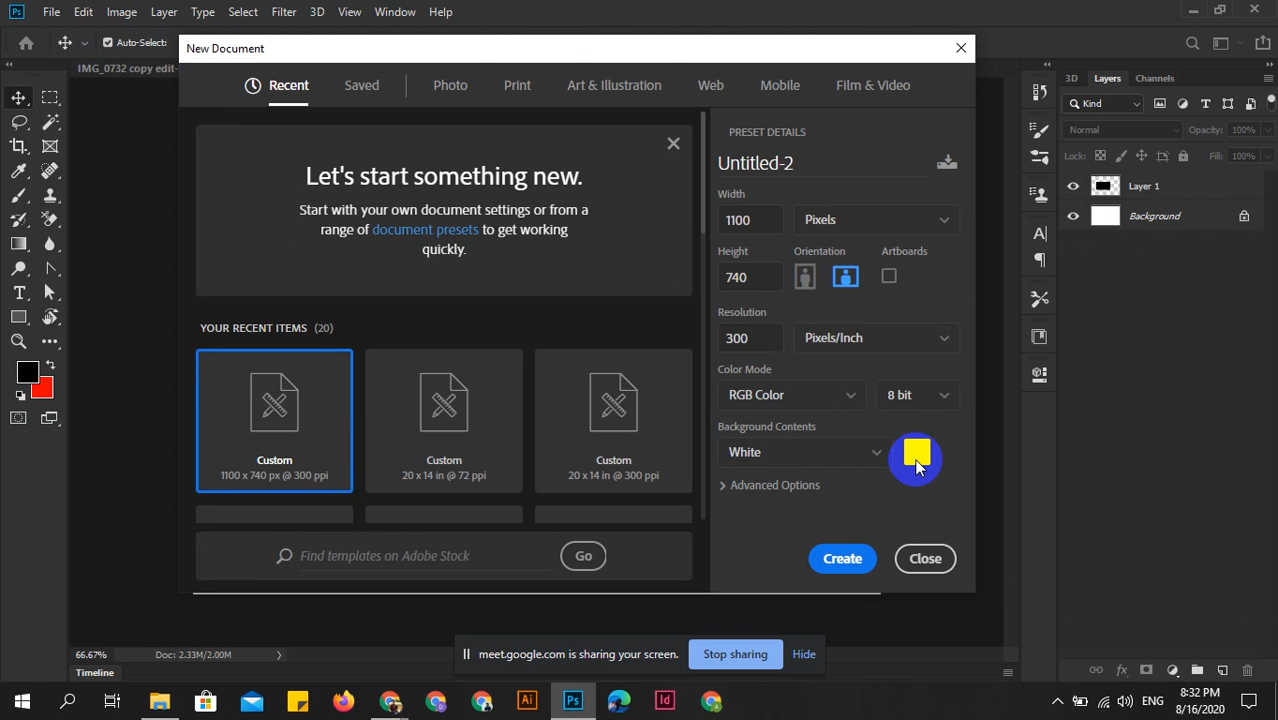 Ps File Edit Image Layer Type Select Filter 3D View Window Help
Auto-Select:
IMG_0732 copy edit-
New Document
Recent Saved Photo Print Art & Illustration Web Mobile Film & Video
Let's start something new.
Start with your own document settings or from a
range of document presets to get working
quickly.
YOUR RECENT ITEMS (20)
Custom
1100 x 740 px @ 300 ppi
Custom
20 x 14 in @ 72 ppi
Custom
20 x 14 in @ 300 ppi
Find templates on Adobe Stock Go
PRESET DETAILS
Untitled-2
Width
1100 Pixels
Height Orientation Artboards
740
Resolution
300 Pixels/Inch
Color Mode
RGB Color 8 bit
Background Contents
White
Advanced Options
Create Close
3D Layers Channels
Kind
Normal Opacity: 100%
Lock: Fill: 100%
Layer 1
Background
66.67% Doc: 2.33M/2.00M
Timeline
meet.google.com is sharing your screen. Stop sharing Hide
Ai Ps Id
ENG
8:32 PM
8/16/2020